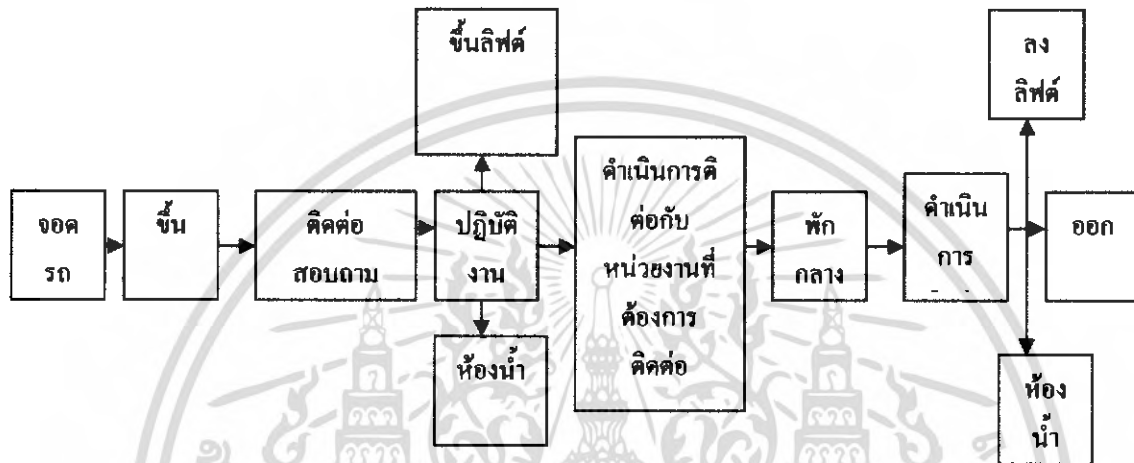 จอด
รถ
ขึ้น
ติดต่อ
สอบถาม
ขึ้นลิฟต์
ปฏิบัติ
งาน
ห้องน้ำ
ดำเนินการติ
ต่อกับ
หน่วยงานที่
ต้องการ
ติดต่อ
พัก
กลาง
ดำเนิน
การ
ลง
ลิฟต์
ออก
ห้อง
น้ำ